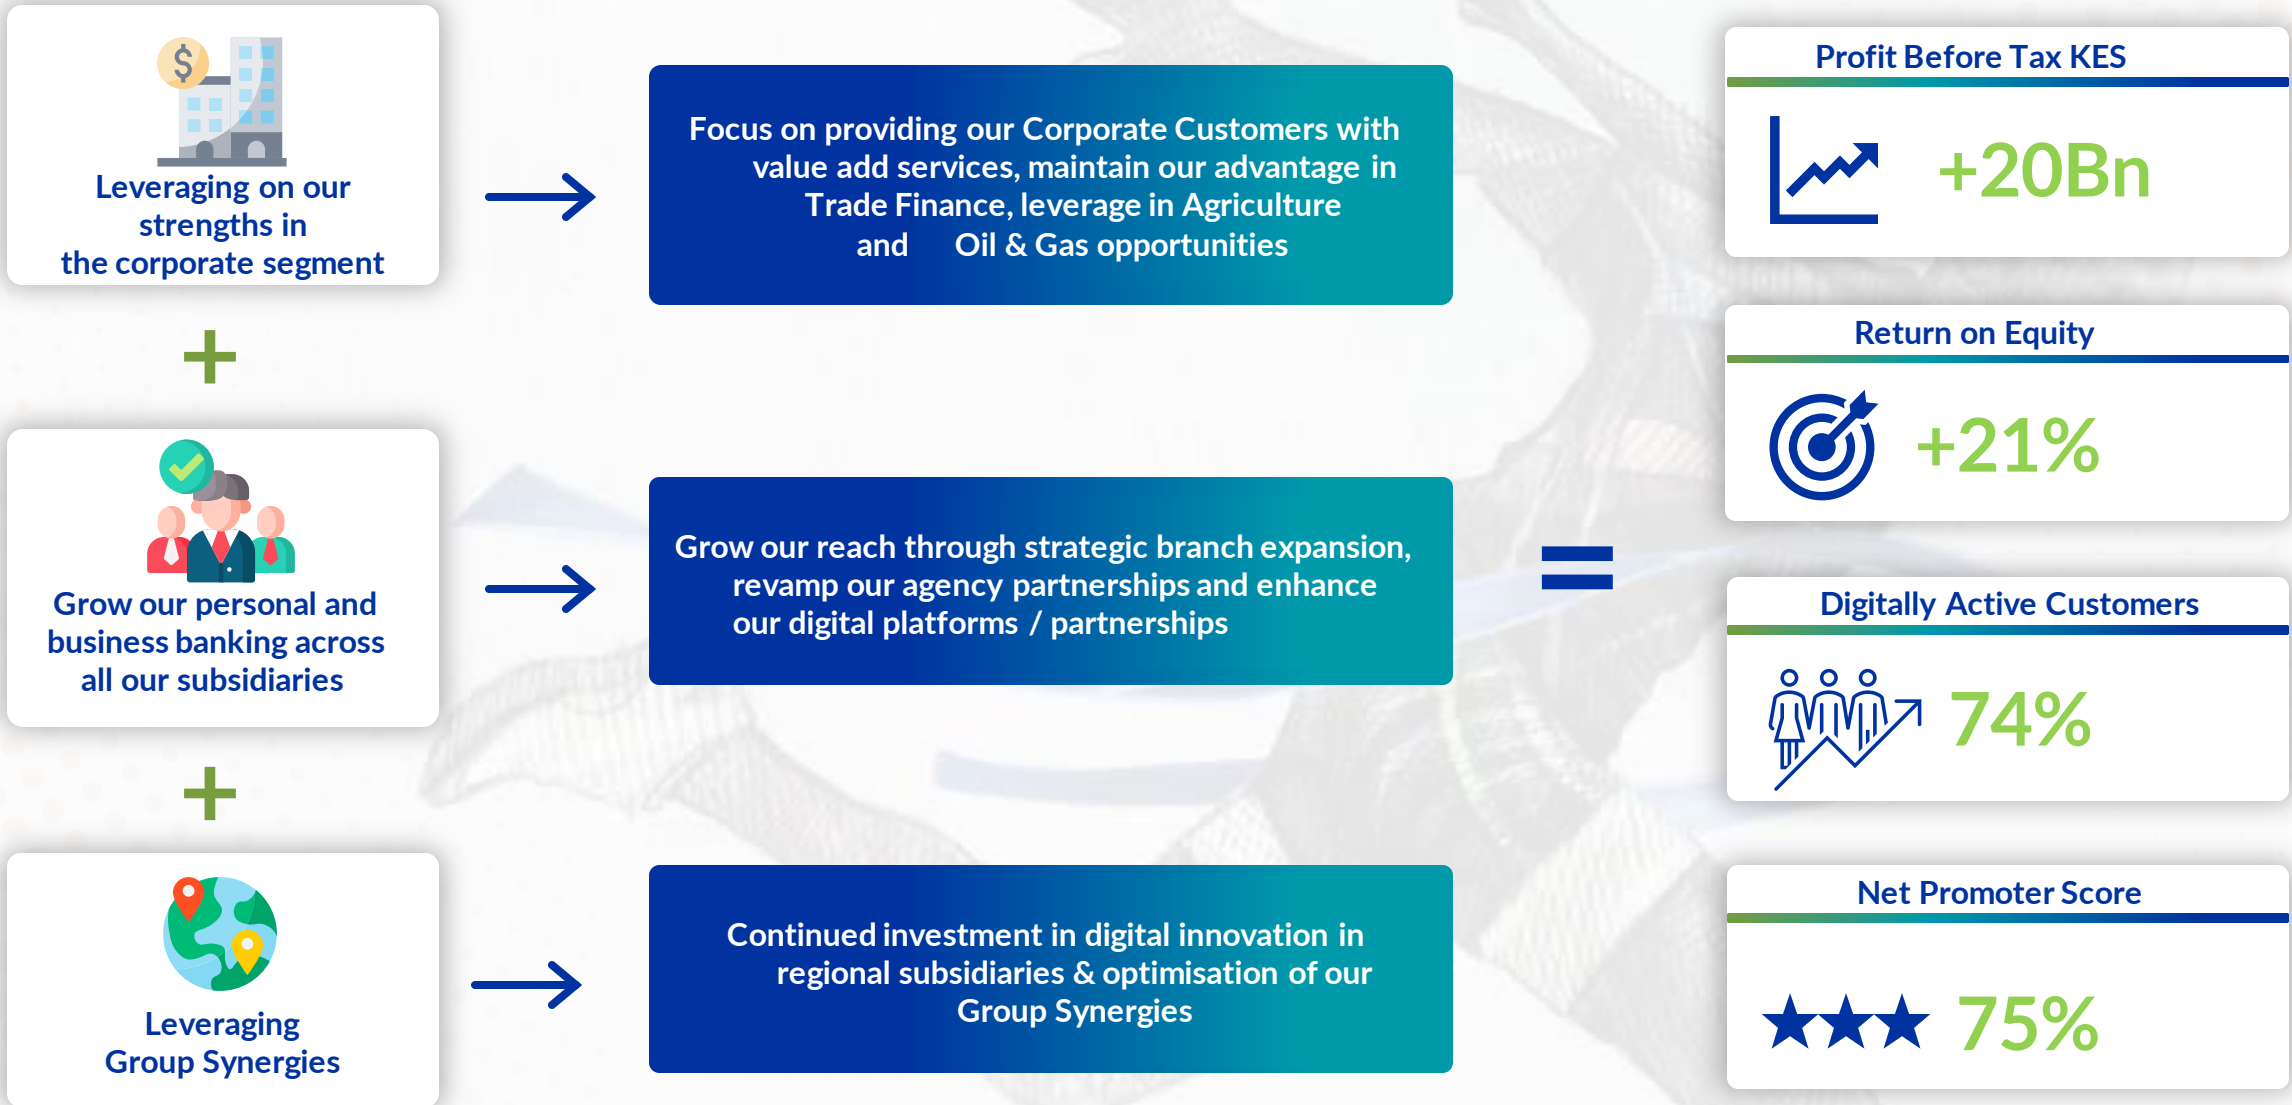 Leveraging on our
strengths in
the corporate segment
Focus on providing our Corporate Customers with
value add services, maintain our advantage in
Trade Finance, leverage in Agriculture
and Oil & Gas opportunities
+
Grow our personal and
business banking across
all our subsidiaries
Grow our reach through strategic branch expansion,
revamp our agency partnerships and enhance
our digital platforms / partnerships
+
Leveraging
Group Synergies
Continued investment in digital innovation in
regional subsidiaries & optimisation of our
Group Synergies
=
Profit Before Tax KES
+20Bn
Return on Equity
+21%
Digitally Active Customers
74%
Net Promoter Score
75%